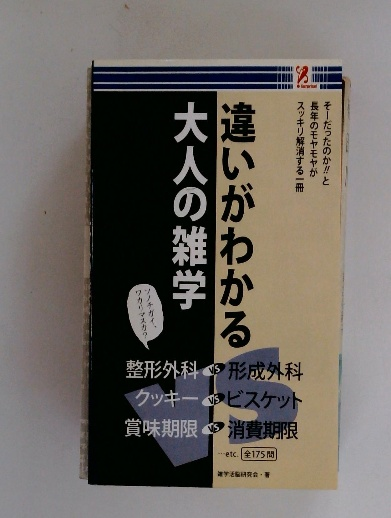 そーだったのか!!と
長年のモヤモヤが
スッキリ解消する一冊
違いがわかる
大人の雑学
ソノチガイ、
ワカリマスカ?
整形外科 VS 形成外科
クッキー VS ビスケット
賞味期限 VS 消費期限
…etc. 全175問
雑学活脳研究会・著
VS